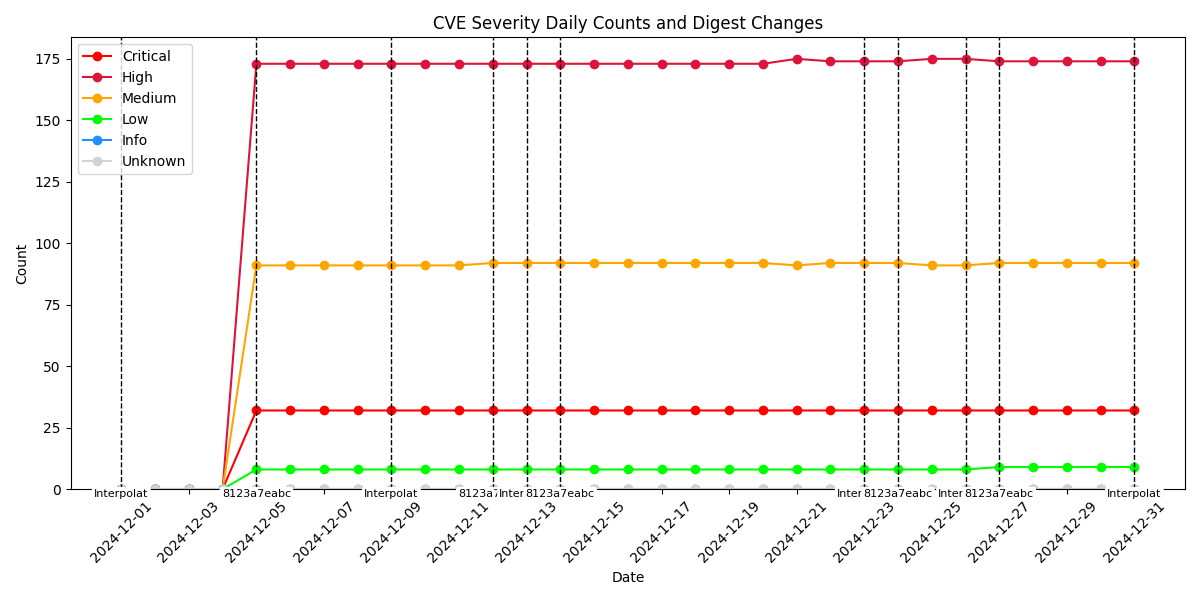 CVE Severity Daily Counts and Digest Changes
Critical
High
Medium
Low
Info
Unknown
175
150
125
100
75
50
25
0
Count
Interpolat
8123a7eabc
Interpolat
8123a7
Inter
8123a7eabc
Inter
8123a7eabc
Inter
8123a7eabc
Interpolat
2024-12-01
2024-12-03
2024-12-05
2024-12-07
2024-12-09
2024-12-11
2024-12-13
2024-12-15
2024-12-17
2024-12-19
2024-12-21
2024-12-23
2024-12-25
2024-12-27
2024-12-29
2024-12-31
Date